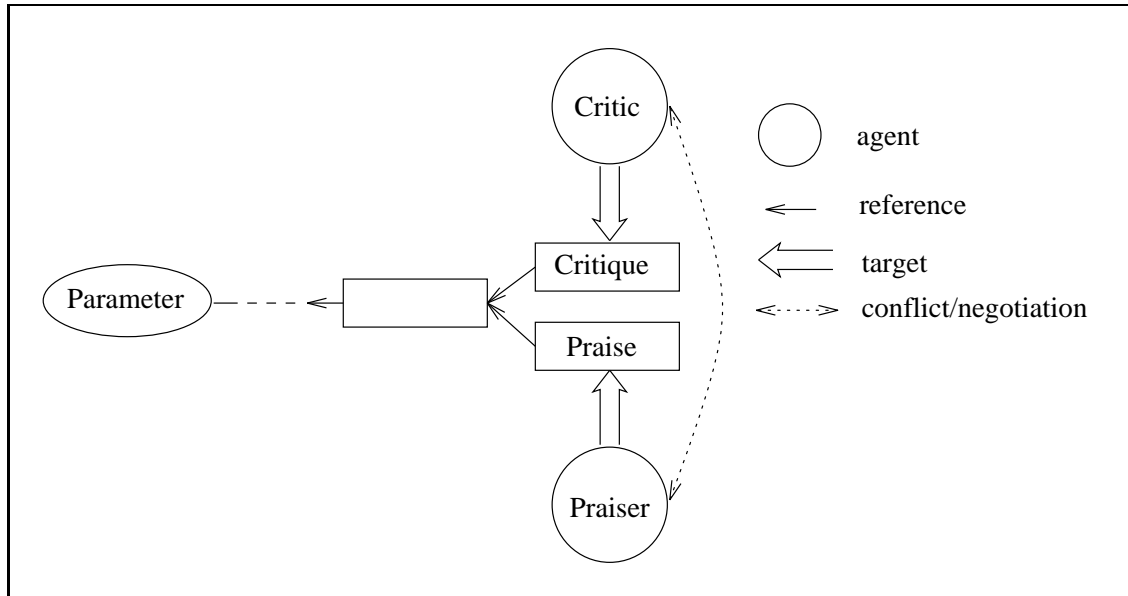 Critic
agent
reference
Critique
target
Parameter
conflict/negotiation
Praise
Praiser